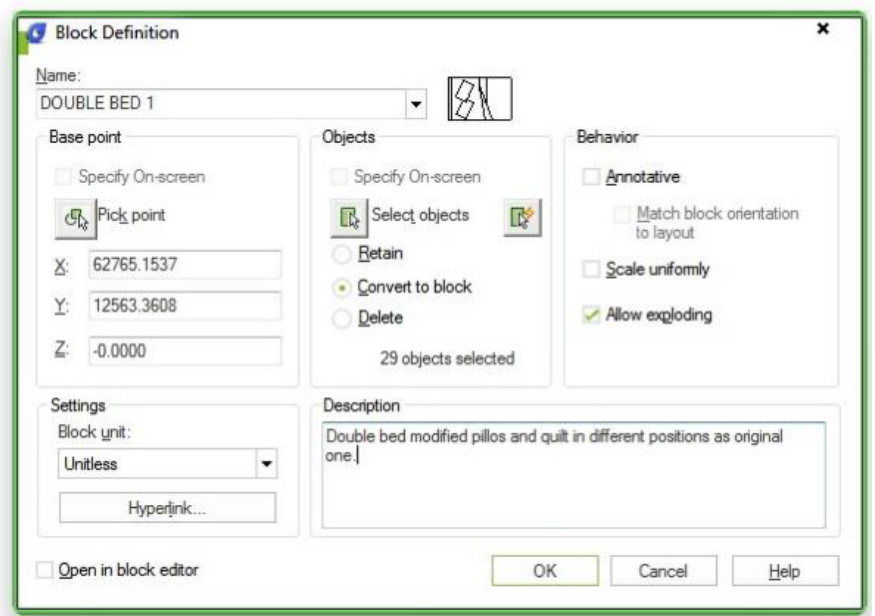 Block Definition
Name:
DOUBLE BED 1
Base point
Specify On-screen
Pick point
X: 62765.1537
Y: 12563.3608
Z: -0.0000
Objects
Specify On-screen
Select objects
Retain
Convert to block
Delete
29 objects selected
Behavior
Annotative
Match block orientation
to layout
Scale uniformly
Allow exploding
Settings
Block unit:
Unitless
Hyperlink...
Description
Double bed modified pillos and quilt in different positions as original
one.
Open in block editor
OK
Cancel
Help